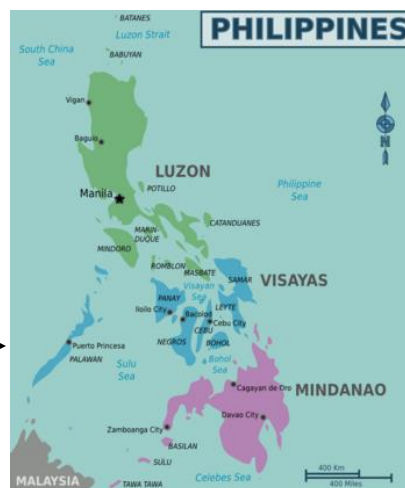 BATANES
PHILIPPINES
Luzon Strait
South China
Sea
BABUYAN
Vigan
Baguio
LUZON
Manila
POTILLO
Philippine
Sea
N
CATANDUANES
MARIN-
DUQUE
MINDORO
ROMBLON
MASBATE
SAMAR
VISAYAS
Visayan
Sea
PANAY
LEYTE
Iloilo City
Bacolod
Cebu City
CEBU
NEGROS
BOHOL
Puerto Princesa
PALAWAN
Bohol
Sea
Sulu
Sea
Cagayan de Oro
MINDANAO
Davao City
Zamboanga City
BASILAN
SULU
400 Km
400 Miles
Celebes Sea
MALAYSIA
TAWA TAWA